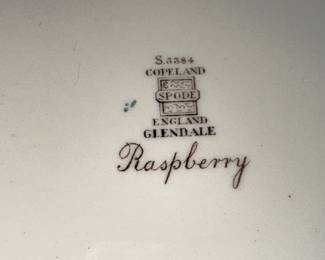 S.3384
COPELAND
SPODE
ENGLAND
GLENDALE
Raspberry